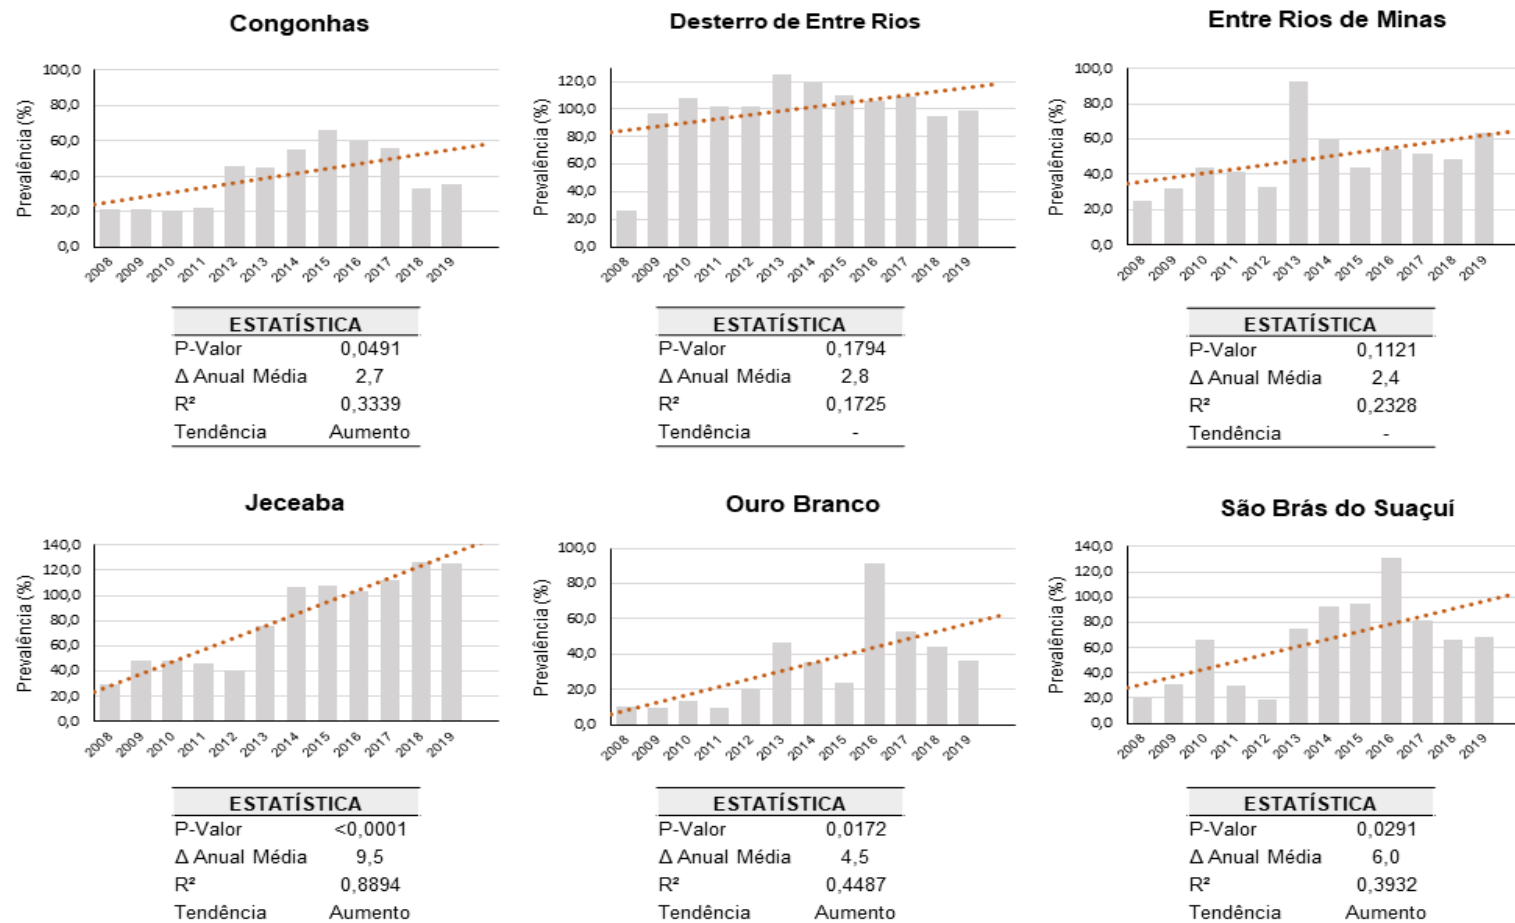 Congonhas
Prevalência (%)
100,0
80,0
60,0
40,0
20,0
0,0
2008 2009 2010 2011 2012 2013 2014 2015 2016 2017 2018 2019
ESTATÍSTICA
P-Valor 0,0491
Δ Anual Média 2,7
R² 0,3339
Tendência Aumento
Desterro de Entre Rios
Prevalência (%)
120,0
100,0
80,0
60,0
40,0
20,0
0,0
2008 2009 2010 2011 2012 2013 2014 2015 2016 2017 2018 2019
ESTATÍSTICA
P-Valor 0,1794
Δ Anual Média 2,8
R² 0,1725
Tendência -
Entre Rios de Minas
Prevalência (%)
100,0
80,0
60,0
40,0
20,0
0,0
2008 2009 2010 2011 2012 2013 2014 2015 2016 2017 2018 2019
ESTATÍSTICA
P-Valor 0,1121
Δ Anual Média 2,4
R² 0,2328
Tendência -
Jeceaba
Prevalência (%)
140,0
120,0
100,0
80,0
60,0
40,0
20,0
0,0
2008 2009 2010 2011 2012 2013 2014 2015 2016 2017 2018 2019
ESTATÍSTICA
P-Valor <0,0001
Δ Anual Média 9,5
R² 0,8894
Tendência Aumento
Ouro Branco
Prevalência (%)
100,0
80,0
60,0
40,0
20,0
0,0
2008 2009 2010 2011 2012 2013 2014 2015 2016 2017 2018 2019
ESTATÍSTICA
P-Valor 0,0172
Δ Anual Média 4,5
R² 0,4487
Tendência Aumento
São Brás do Suaçuí
Prevalência (%)
140,0
120,0
100,0
80,0
60,0
40,0
20,0
0,0
2008 2009 2010 2011 2012 2013 2014 2015 2016 2017 2018 2019
ESTATÍSTICA
P-Valor 0,0291
Δ Anual Média 6,0
R² 0,3932
Tendência Aumento